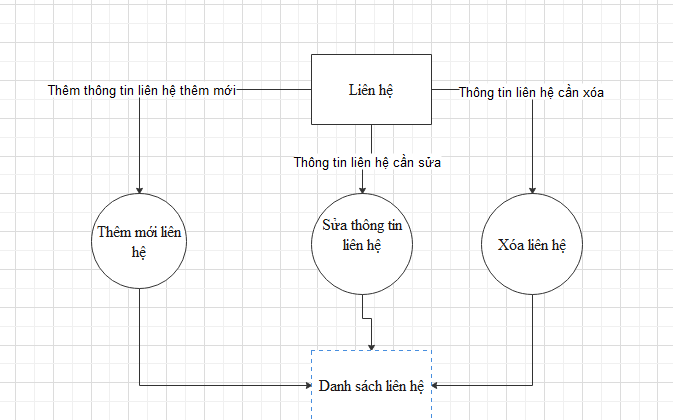 Liên hệ
Thêm thông tin liên hệ thêm mới
Thông tin liên hệ cần xóa
Thông tin liên hệ cần sửa
Thêm mới liên
hệ
Sửa thông tin
liên hệ
Xóa liên hệ
Danh sách liên hệ